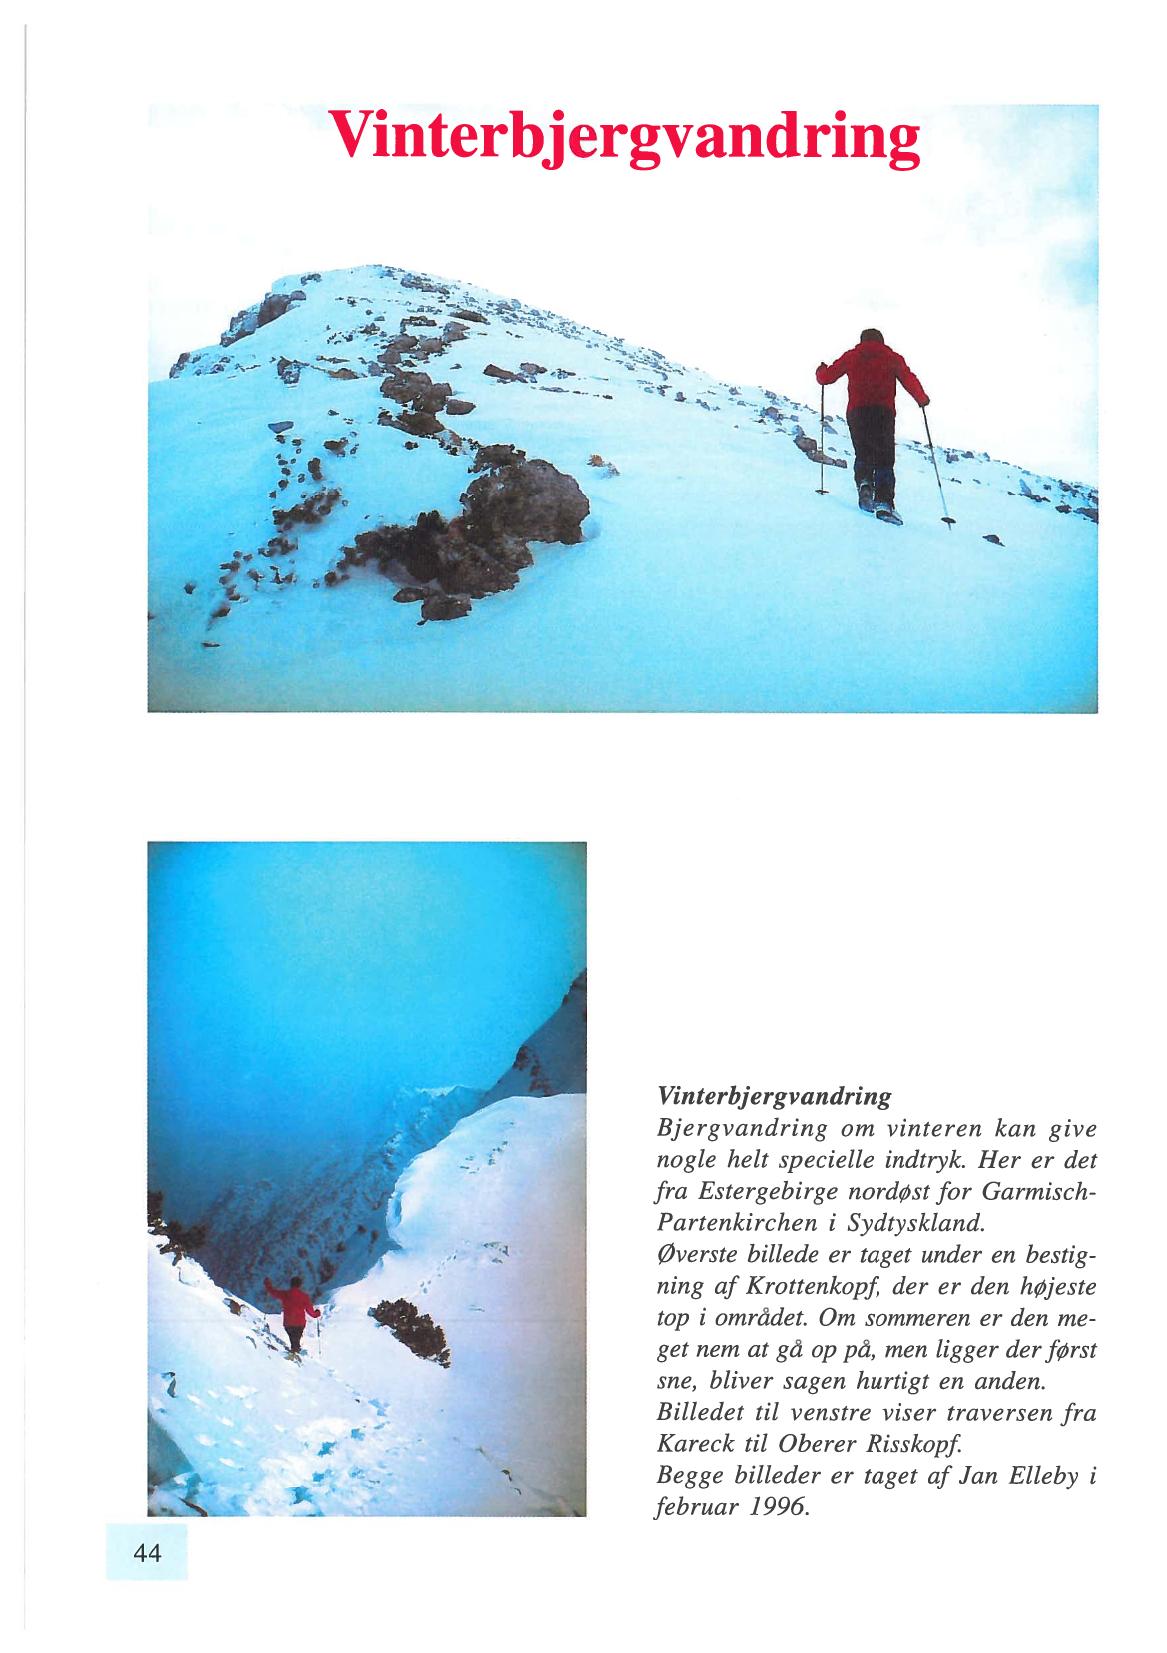 Vinterbjergvandring
Vinterbjergvandring
Bjergvandring om vinteren kan give
nogle helt specielle indtryk. Her er det
fra Estergebirge nordøst for Garmisch-
Partenkirchen i Sydtyskland.
Øverste billede er taget under en bestig-
ning af Krottenkopf, der er den højeste
top i området. Om sommeren er den me-
get nem at gå op på, men ligger der først
sne, bliver sagen hurtigt en anden.
Billedet til venstre viser traversen fra
Kareck til Oberer Risskopf.
Begge billeder er taget af Jan Elleby i
februar 1996.
44